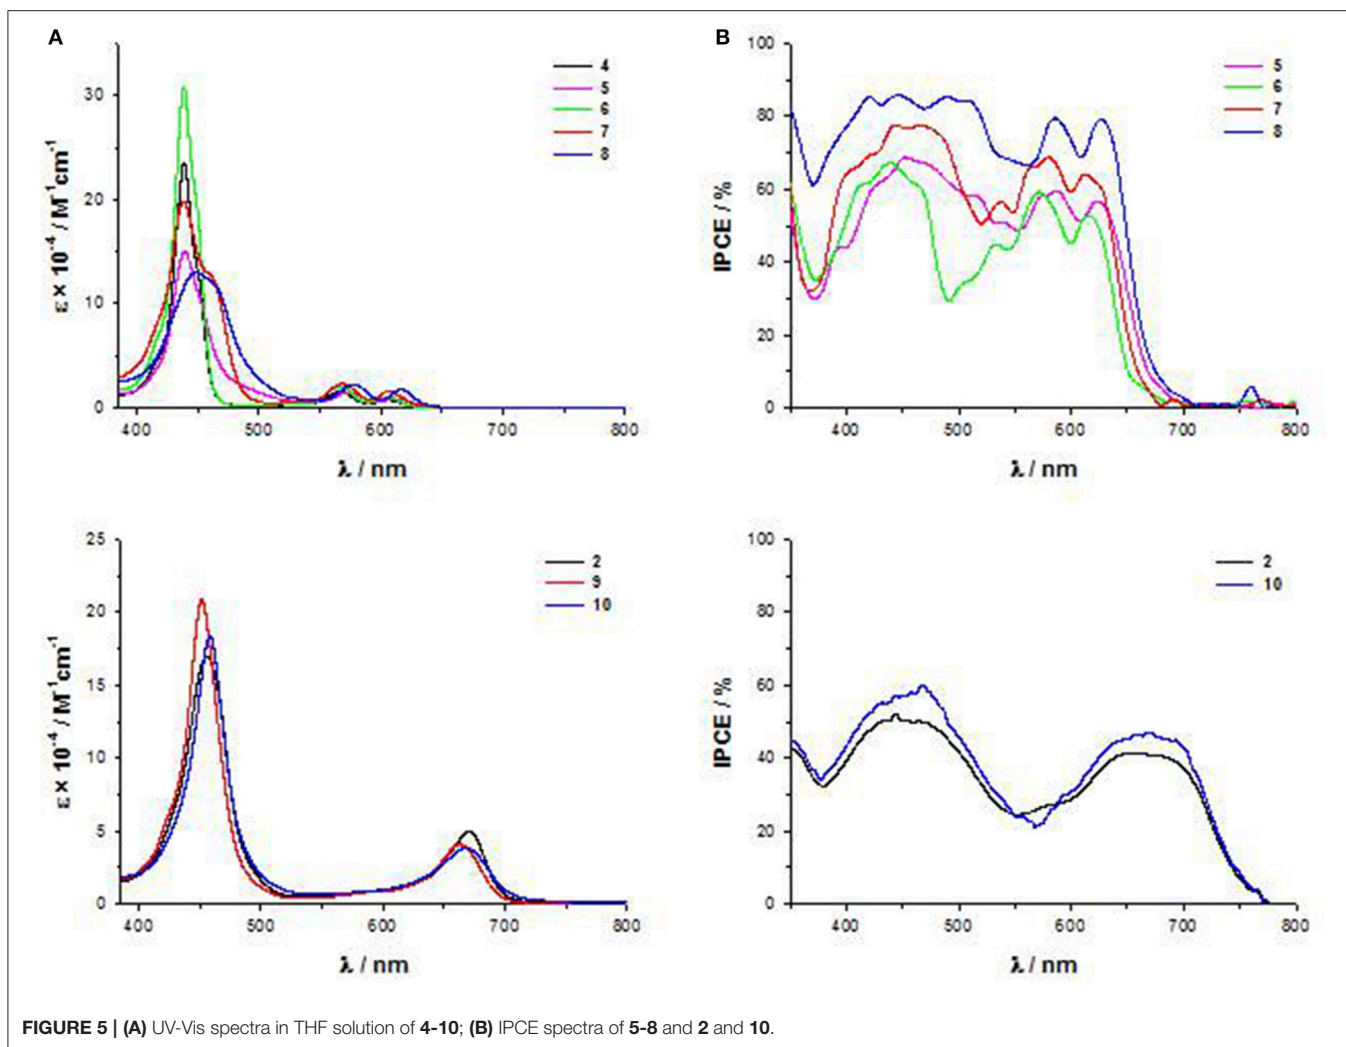 A
ε × 10⁻⁴ / M⁻¹cm⁻¹
30
20
10
0
400 500 600 700 800
λ / nm
4
5
6
7
8
B
IPCE / %
100
80
60
40
20
0
400 500 600 700 800
λ / nm
5
6
7
8
ε × 10⁻⁴ / M⁻¹cm⁻¹
25
20
15
10
5
0
400 500 600 700 800
λ / nm
2
9
10
IPCE / %
100
80
60
40
20
0
400 500 600 700 800
λ / nm
2
10
FIGURE 5 | (A) UV-Vis spectra in THF solution of 4-10; (B) IPCE spectra of 5-8 and 2 and 10.